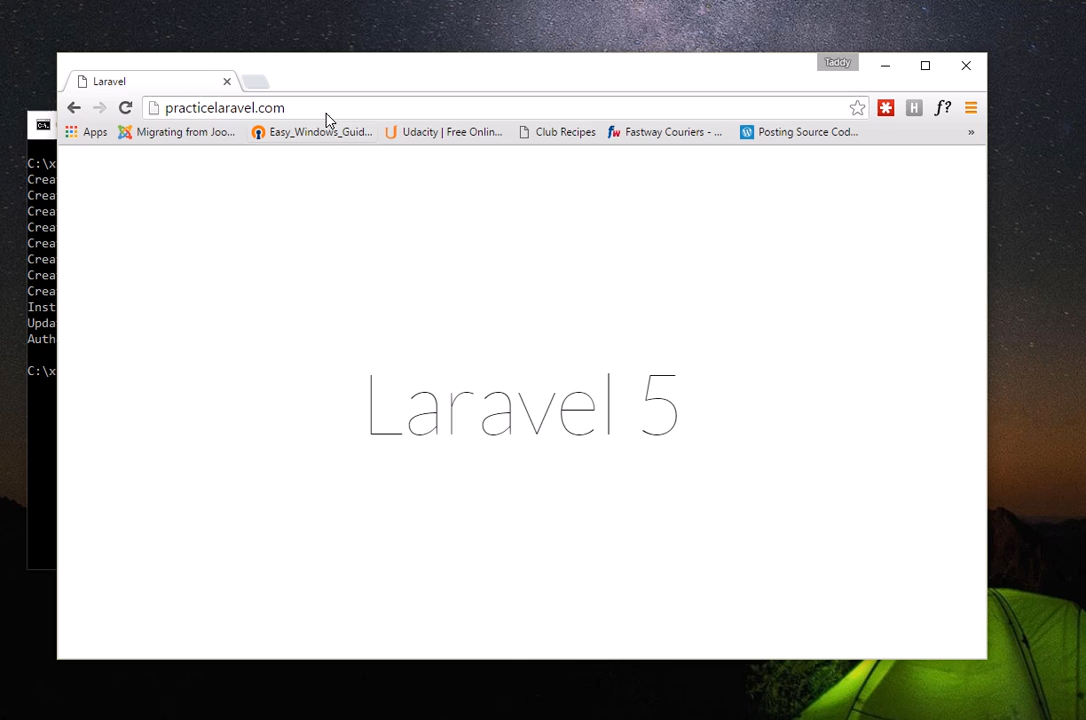 Taddy
Laravel
practicelaravel.com
H
f?
Apps
Migrating from Joo...
Easy_Windows_Guid...
Udacity | Free Onlin...
Club Recipes
fw Fastway Couriers - ...
Posting Source Cod...
»
C:\x
Crea
Crea
Crea
Crea
Crea
Crea
Crea
Crea
Inst
Upda
Auth
C:\x
Laravel 5